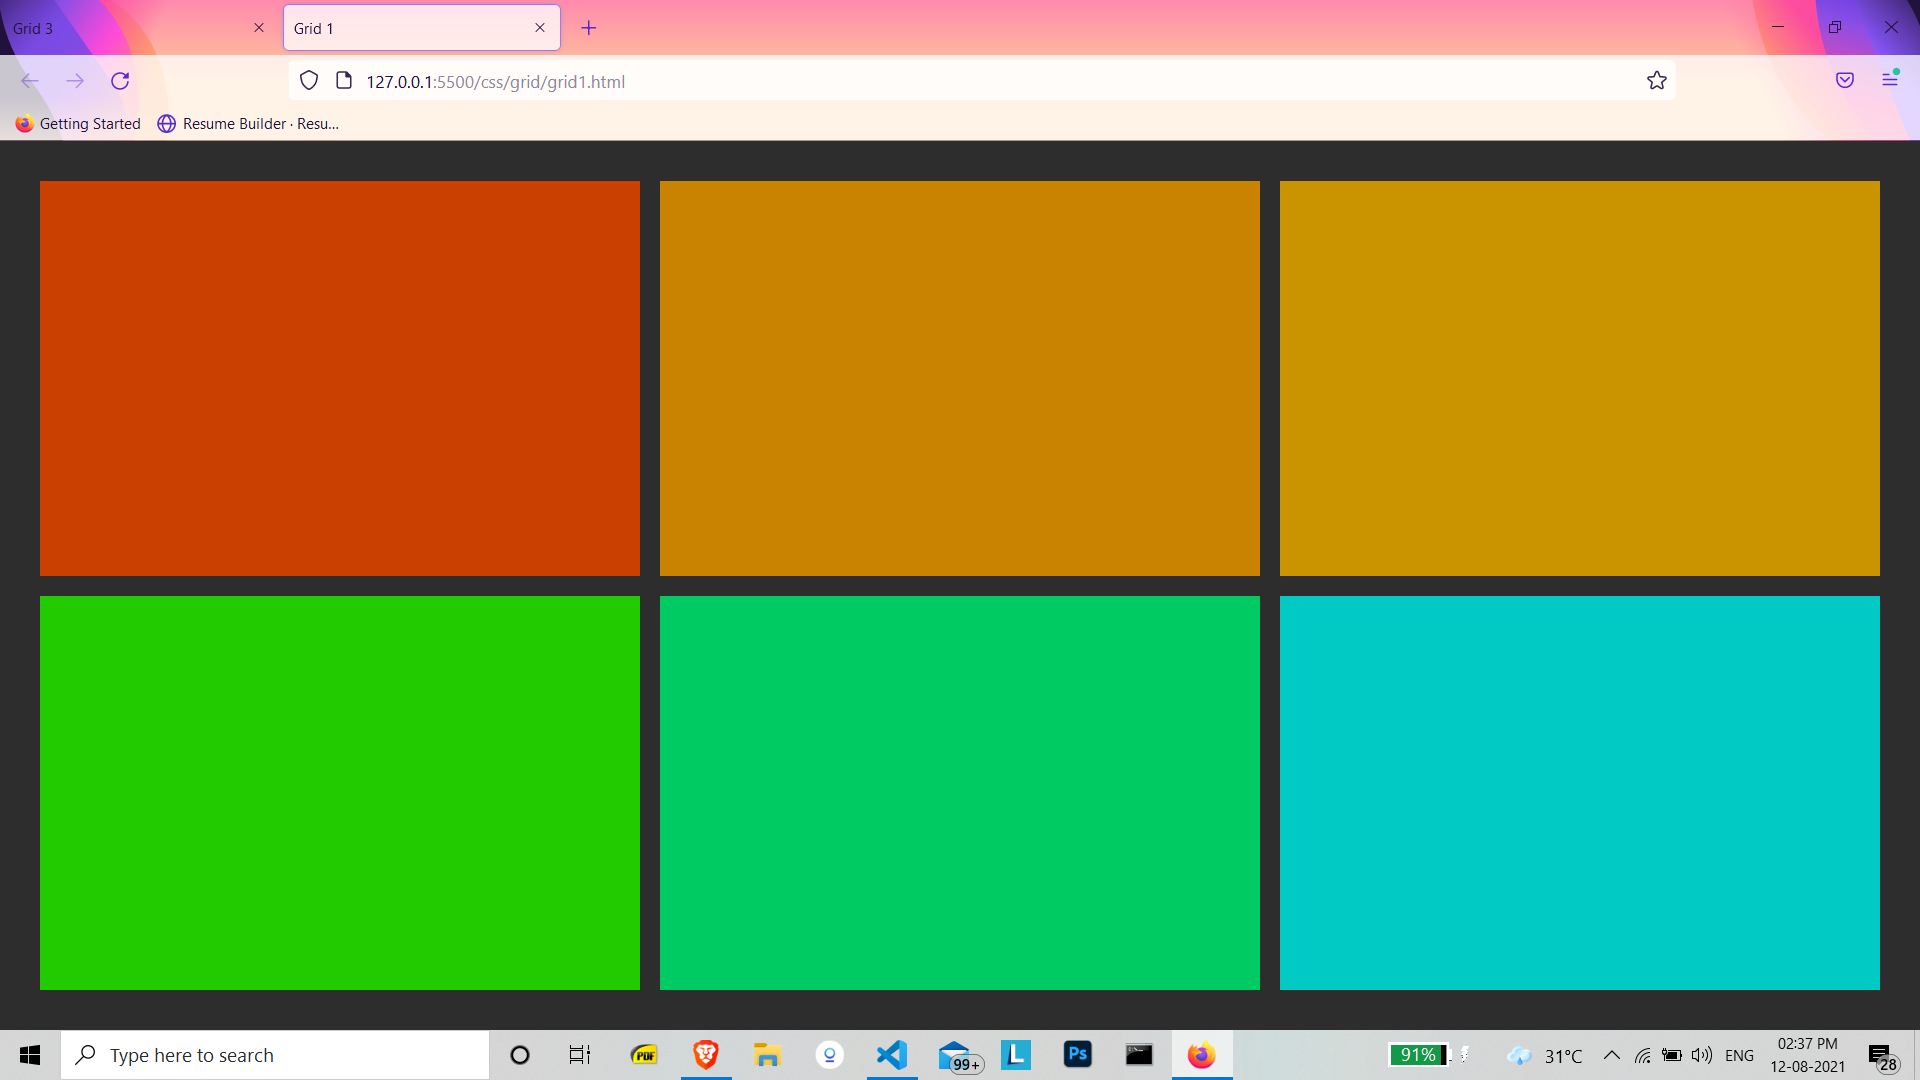 Grid 3
Grid 1
127.0.0.1:5500/css/grid/grid1.html
Getting Started
Resume Builder · Resu...
Type here to search
PDF
99+
L
Ps
91%
31°C
ENG
02:37 PM
12-08-2021
28